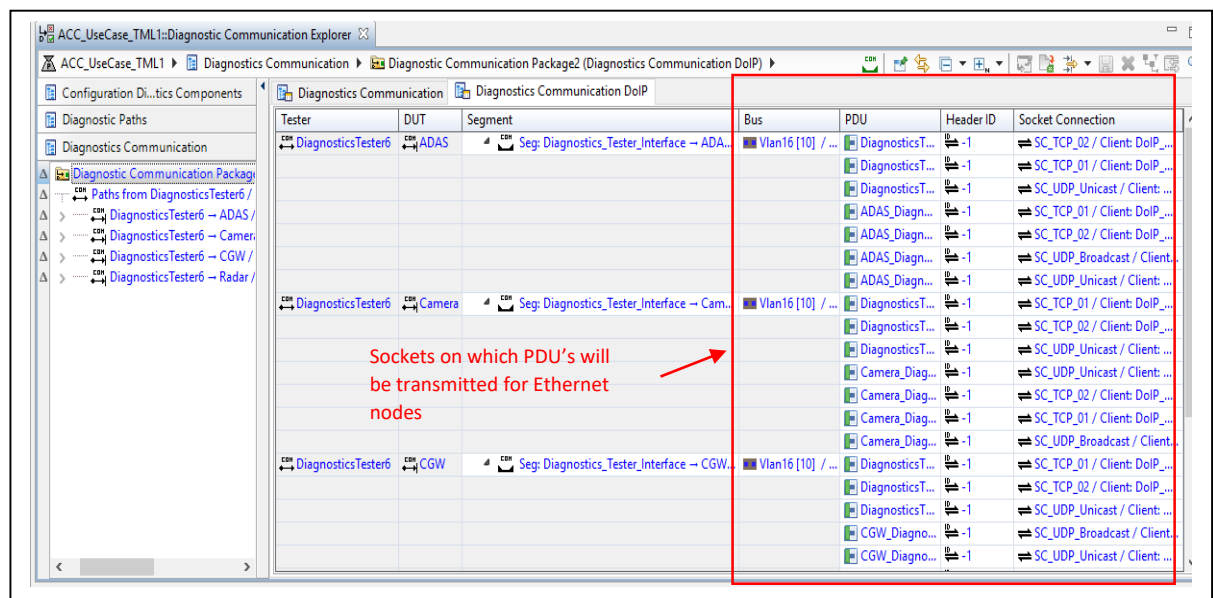 ACC_UseCase_TML1::Diagnostic Communication Explorer
ACC_UseCase_TML1 Diagnostics Communication Diagnostic Communication Package2 (Diagnostics Communication DoIP)
Configuration Di...tics Components
Diagnostic Paths
Diagnostics Communication
Diagnostic Communication Package
Paths from DiagnosticsTester6 /
DiagnosticsTester6 → ADAS /
DiagnosticsTester6 → Camera
DiagnosticsTester6 → CGW /
DiagnosticsTester6 → Radar /
Diagnostics Communication Diagnostics Communication DoIP
Tester DUT Segment Bus PDU Header ID Socket Connection
DiagnosticsTester6 ADAS Seg: Diagnostics_Tester_Interface → ADA... Vlan16 [10] / ... DiagnosticsT... -1 SC_TCP_02 / Client: DoIP_...
DiagnosticsT... -1 SC_TCP_01 / Client: DoIP_...
DiagnosticsT... -1 SC_UDP_Unicast / Client: ...
ADAS_Diagn... -1 SC_TCP_01 / Client: DoIP_...
ADAS_Diagn... -1 SC_TCP_02 / Client: DoIP_...
ADAS_Diagn... -1 SC_UDP_Broadcast / Client...
ADAS_Diagn... -1 SC_UDP_Unicast / Client: ...
DiagnosticsTester6 Camera Seg: Diagnostics_Tester_Interface → Cam... Vlan16 [10] / ... DiagnosticsT... -1 SC_TCP_01 / Client: DoIP_...
DiagnosticsT... -1 SC_TCP_02 / Client: DoIP_...
DiagnosticsT... -1 SC_UDP_Unicast / Client: ...
Camera_Diag... -1 SC_UDP_Unicast / Client: ...
Camera_Diag... -1 SC_TCP_02 / Client: DoIP_...
Camera_Diag... -1 SC_TCP_01 / Client: DoIP_...
Camera_Diag... -1 SC_UDP_Broadcast / Client...
DiagnosticsTester6 CGW Seg: Diagnostics_Tester_Interface → CGW... Vlan16 [10] / ... DiagnosticsT... -1 SC_TCP_01 / Client: DoIP_...
DiagnosticsT... -1 SC_TCP_02 / Client: DoIP_...
DiagnosticsT... -1 SC_UDP_Unicast / Client: ...
CGW_Diagno... -1 SC_UDP_Broadcast / Client...
CGW_Diagno... -1 SC_UDP_Unicast / Client: ...
Sockets on which PDU's will
be transmitted for Ethernet
nodes